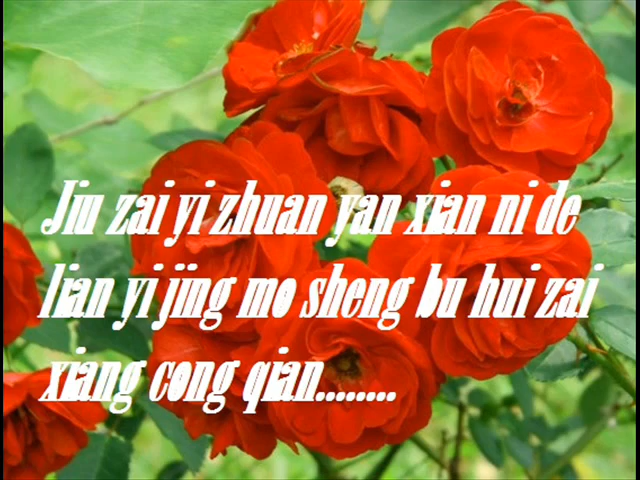 Jiu zai yi zhuan yan xian ni de
lian yi jing mo sheng bu hui zai
xiang cong qian........